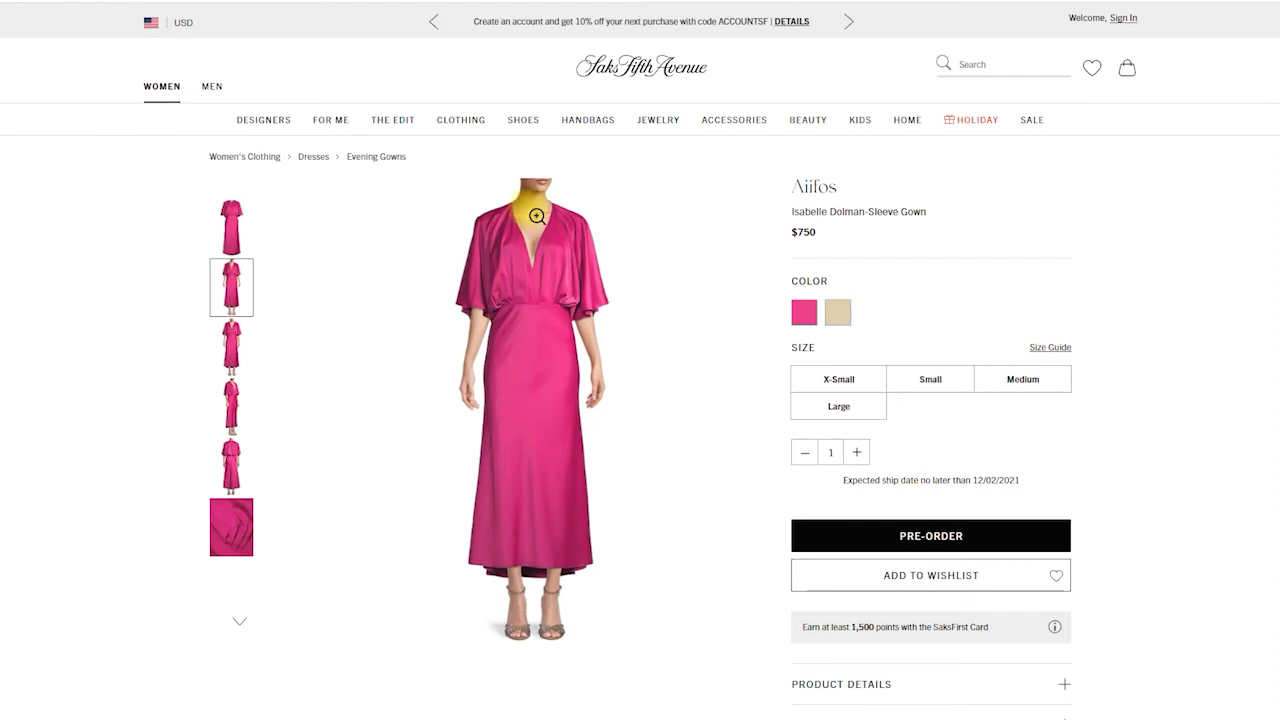 USD
Create an account and get 10% off your next purchase with code ACCOUNTSF | DETAILS
Welcome, Sign In
Saks Fifth Avenue
Search
WOMEN MEN
DESIGNERS FOR ME THE EDIT CLOTHING SHOES HANDBAGS JEWELRY ACCESSORIES BEAUTY KIDS HOME HOLIDAY SALE
Women's Clothing > Dresses > Evening Gowns
Aiifos
Isabelle Dolman-Sleeve Gown
$750
COLOR
SIZE Size Guide
X-Small Small Medium
Large
– 1 +
Expected ship date no later than 12/02/2021
PRE-ORDER
ADD TO WISHLIST
Earn at least 1,500 points with the SaksFirst Card
PRODUCT DETAILS +